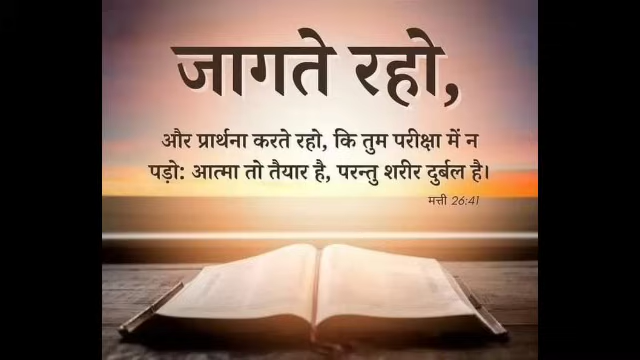 जागते रहो,
और प्रार्थना करते रहो, कि तुम परीक्षा में न
पड़ो: आत्मा तो तैयार है, परन्तु शरीर दुर्बल है।
मत्ती 26:41